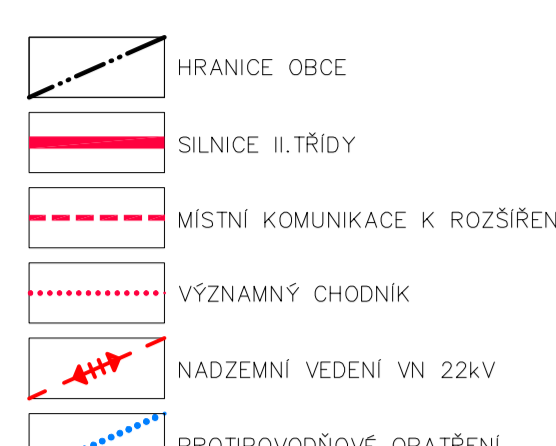 HRANICE OBCE
SILNICE II.TŘÍDY
MÍSTNÍ KOMUNIKACE K ROZŠÍŘEN
VÝZNAMNÝ CHODNÍK
NADZEMNÍ VEDENÍ VN 22kV
PROTIPOVODŇOVÉ OPATŘENÍ